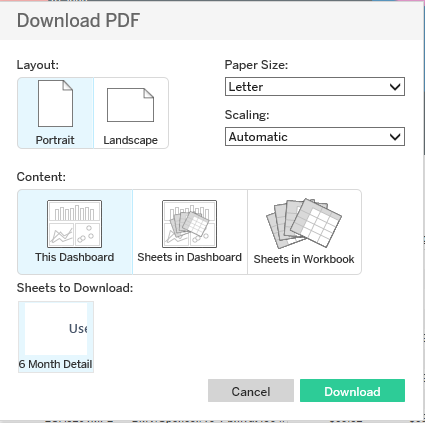 Download PDF
Layout:
Portrait
Landscape
Paper Size:
Letter
Scaling:
Automatic
Content:
This Dashboard
Sheets in Dashboard
Sheets in Workbook
Sheets to Download:
Use
6 Month Detail
Cancel
Download